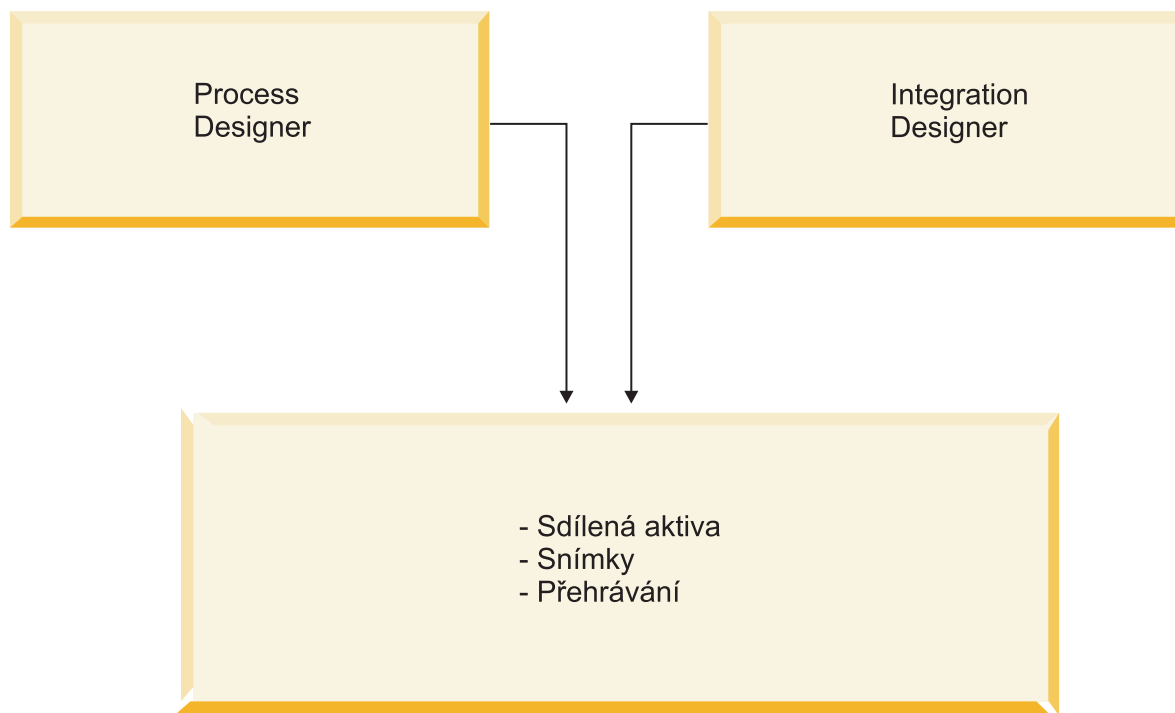 Process
Designer
Integration
Designer
- Sdílená aktiva
- Snímky
- Přehrávání